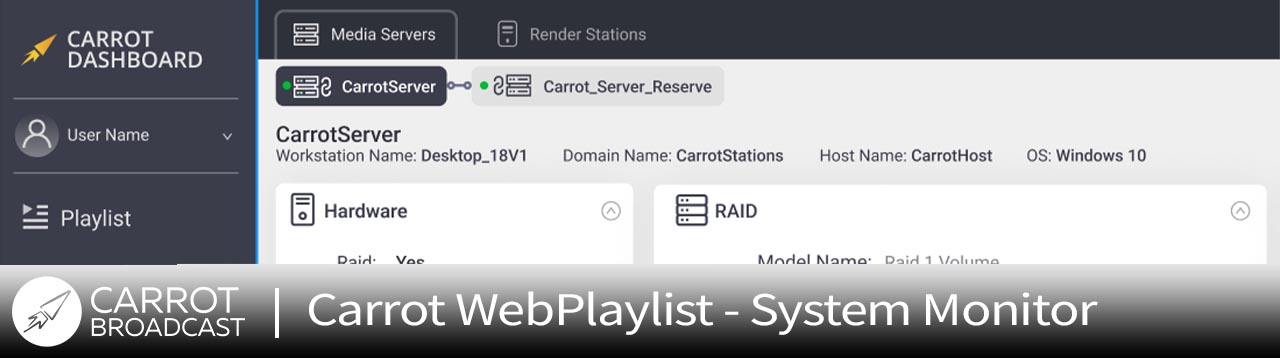 CARROT
DASHBOARD
User Name
Playlist
Media Servers
Render Stations
CarrotServer
Carrot_Server_Reserve
CarrotServer
Workstation Name: Desktop_18V1
Domain Name: CarrotStations
Host Name: CarrotHost
OS: Windows 10
Hardware
Raid: Yes
RAID
Model Name: Raid 1 Volume
CARROT
BROADCAST
Carrot WebPlaylist - System Monitor